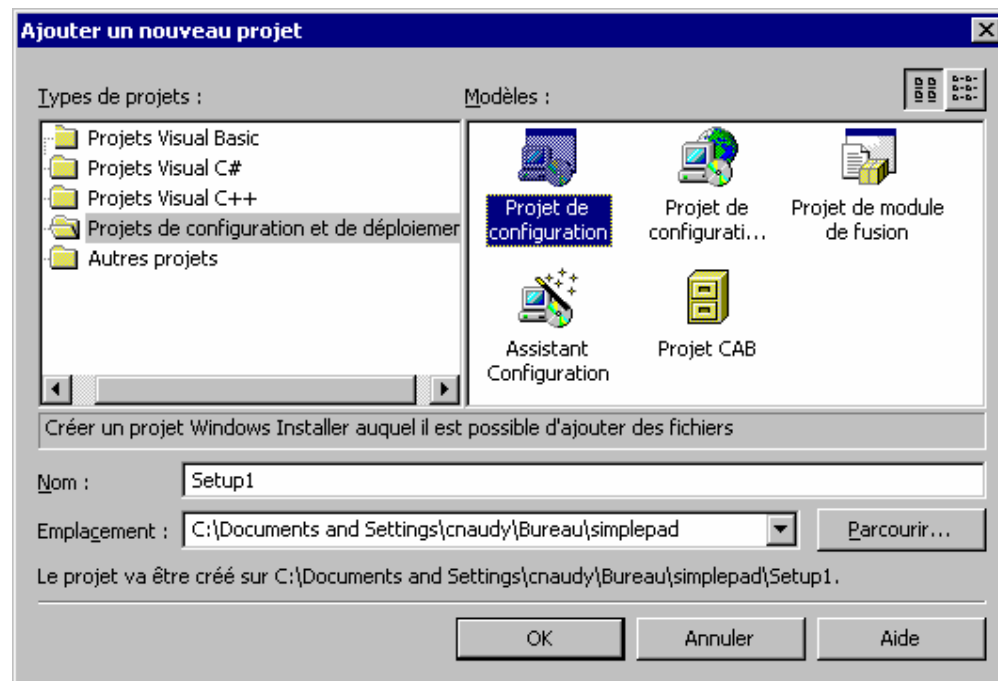 Ajouter un nouveau projet
Types de projets :
Modèles :
Projets Visual Basic
Projets Visual C#
Projets Visual C++
Projets de configuration et de déploiemer
Autres projets
Projet de
configuration
Projet de
configurati...
Projet de module
de fusion
Assistant
Configuration
Projet CAB
Créer un projet Windows Installer auquel il est possible d'ajouter des fichiers
Nom :
Setup1
Emplacement :
C:\Documents and Settings\cnaudy\Bureau\simplepad
Parcourir...
Le projet va être créé sur C:\Documents and Settings\cnaudy\Bureau\simplepad\Setup1.
OK
Annuler
Aide